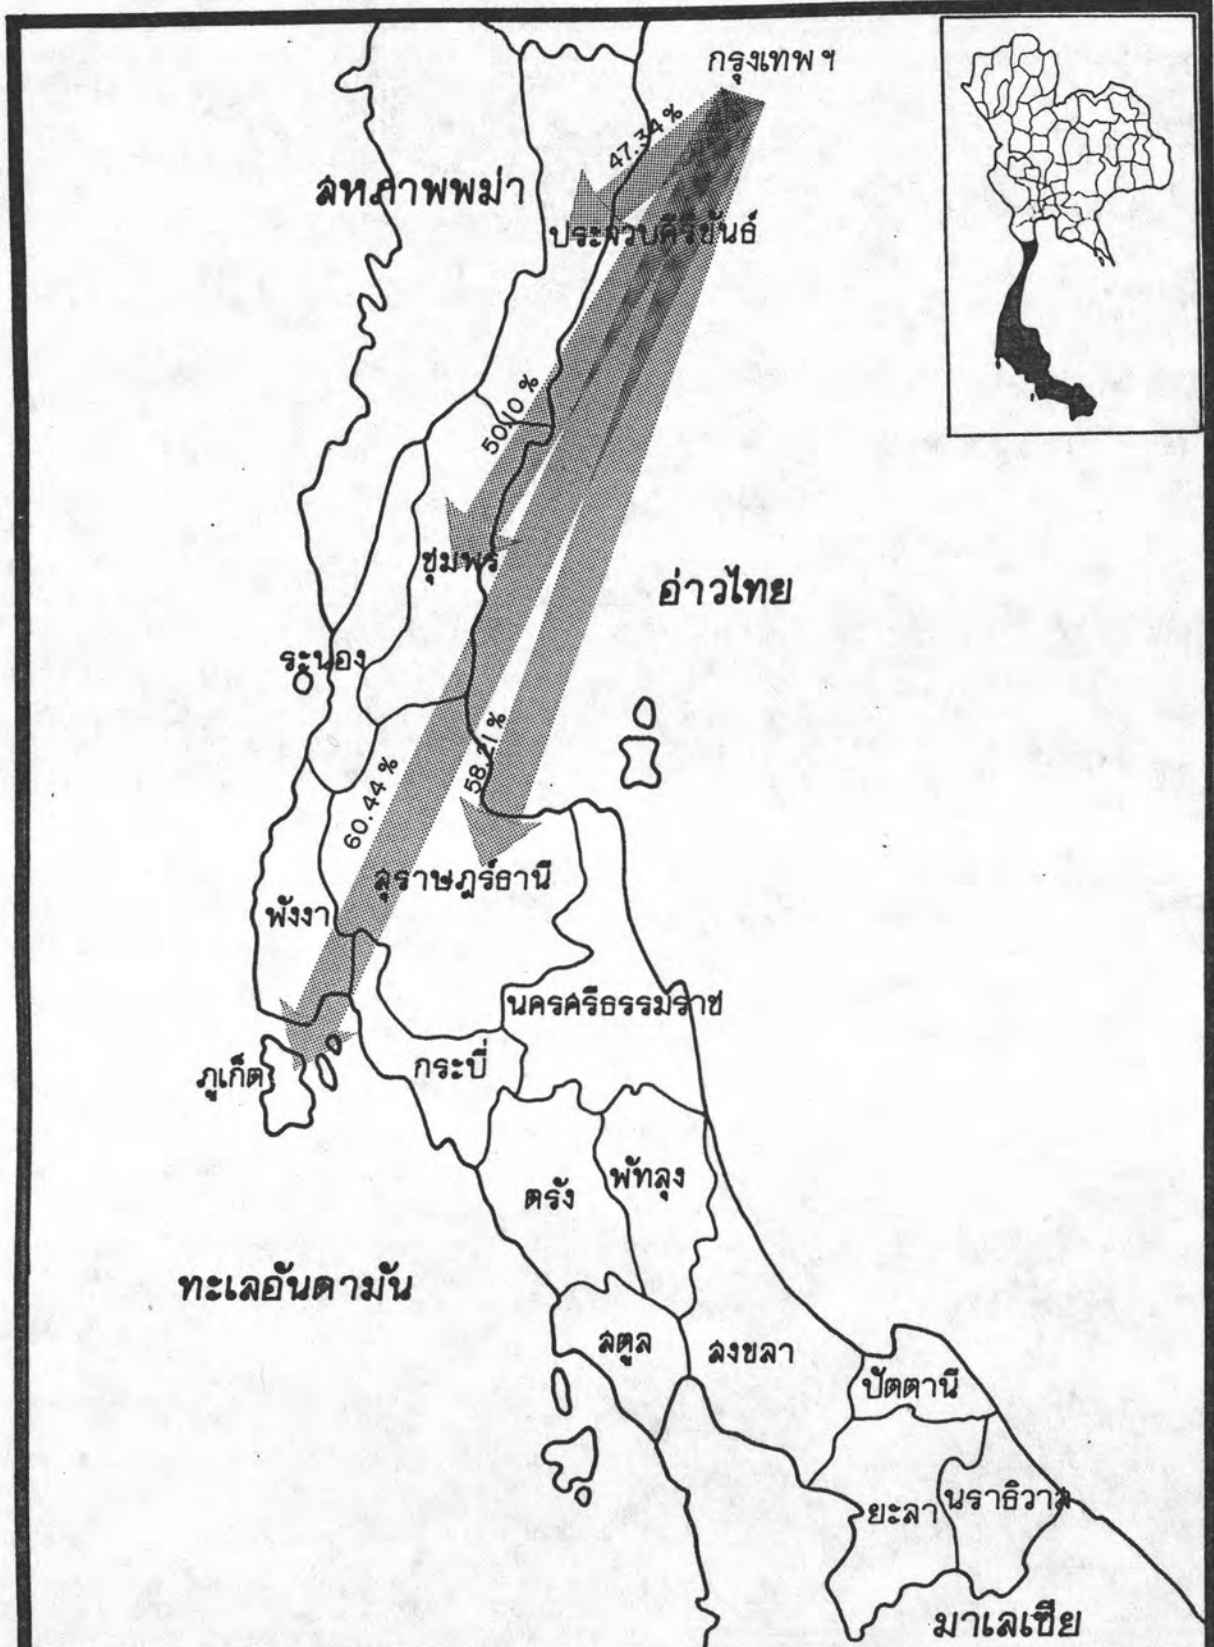 กรุงเทพ ฯ
47.34 %
สหภาพพม่า
ประจวบคีรีขันธ์
50.10 %
ชุมพร
อ่าวไทย
ระนอง
58.21 %
60.44 %
สุราษฎร์ธานี
พังงา
นครศรีธรรมราช
กระบี่
ภูเก็ต
พัทลุง
ตรัง
ทะเลอันดามัน
สตูล
สงขลา
ปัตตานี
ยะลา
นราธิวาส
มาเลเซีย